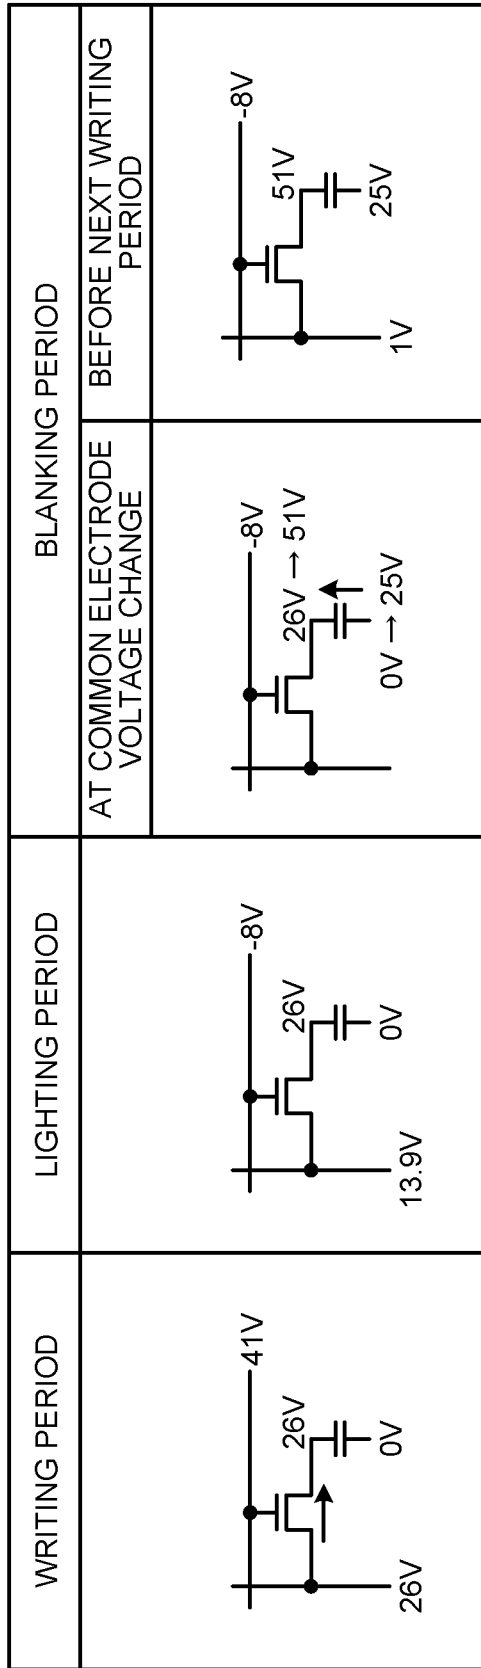 WRITING PERIOD
LIGHTING PERIOD
BLANKING PERIOD
AT COMMON ELECTRODE
VOLTAGE CHANGE
BEFORE NEXT WRITING
PERIOD
41V
26V
0V
26V
-8V
26V
0V
13.9V
-8V
26V → 51V
0V → 25V
-8V
51V
25V
1V